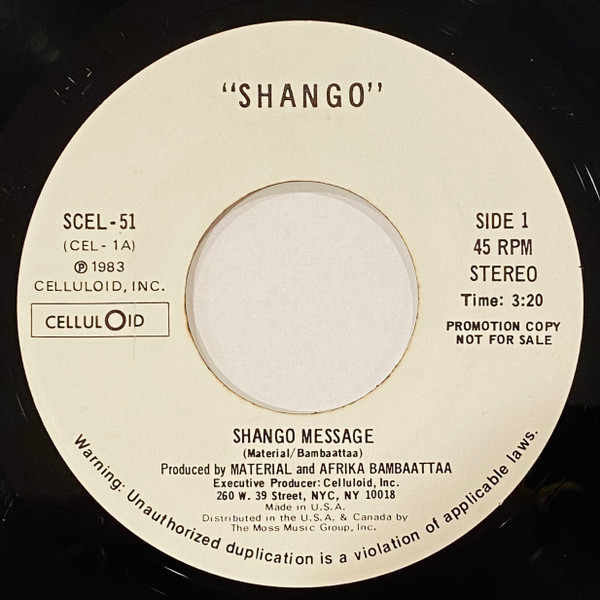 "SHANGO"
SCEL-51
(CEL-1A)
℗ 1983
CELLULOID, INC.
CELLULOID
SIDE 1
45 RPM
STEREO
Time: 3:20
PROMOTION COPY
NOT FOR SALE
SHANGO MESSAGE
(Material/Bambaattaa)
Produced by MATERIAL and AFRIKA BAMBAATTAA
Executive Producer: Celluloid, Inc.
260 W. 39 Street, NYC, NY 10018
Made in U.S.A.
Distributed in the U.S.A. & Canada by
The Moss Music Group, Inc.
Warning: Unauthorized duplication is a violation of applicable laws.